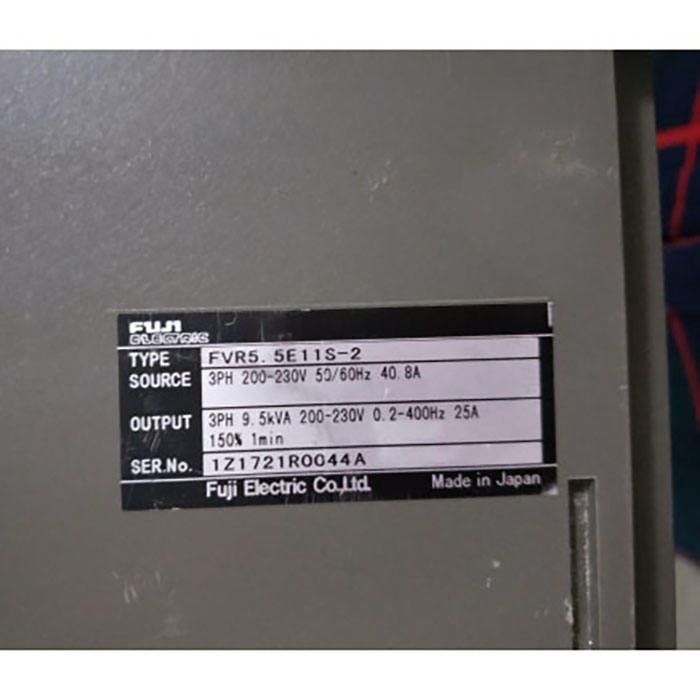 FUJI
ELECTRIC
TYPE FVR5.5E11S-2
SOURCE 3PH 200-230V 50/60Hz 40.8A
OUTPUT 3PH 9.5kVA 200-230V 0.2-400Hz 25A
150% 1min
SER.No. 1Z1721R0044A
Fuji Electric Co.,Ltd. Made in Japan